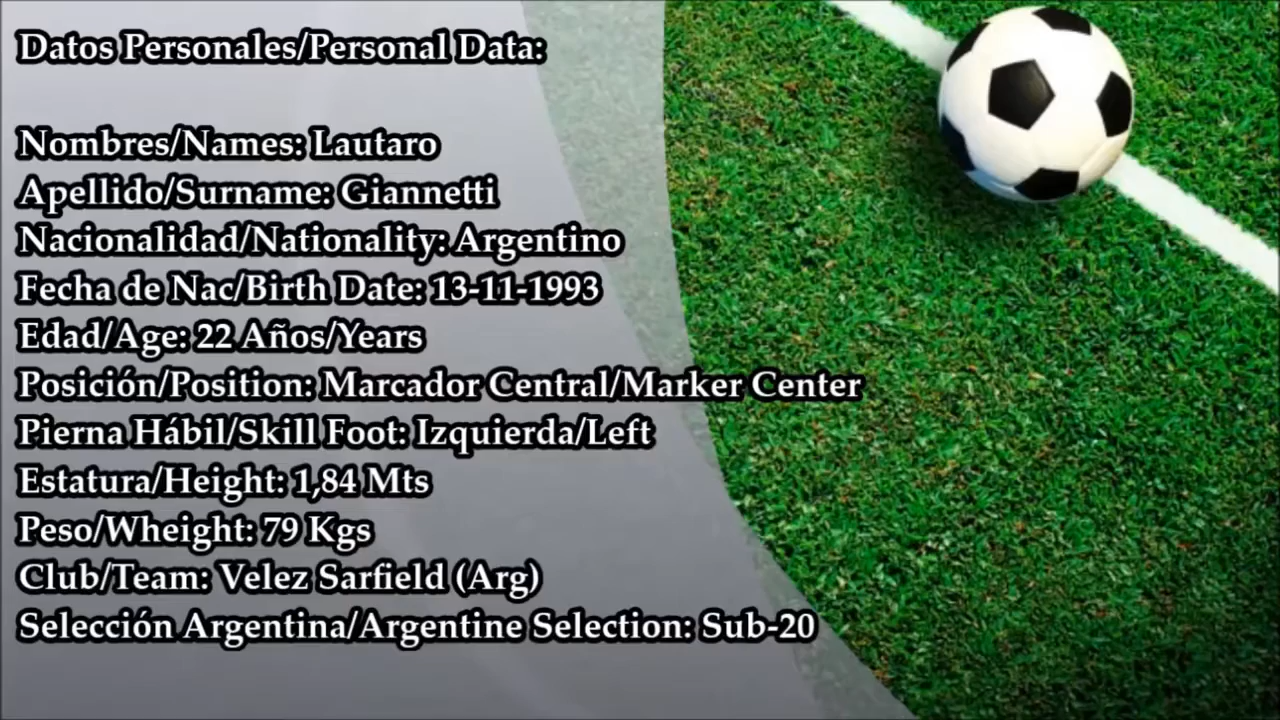 Datos Personales/Personal Data:
Nombres/Names: Lautaro
Apellido/Surname: Giannetti
Nacionalidad/Nationality: Argentino
Fecha de Nac/Birth Date: 13-11-1993
Edad/Age: 22 Años/Years
Posición/Position: Marcador Central/Marker Center
Pierna Hábil/Skill Foot: Izquierda/Left
Estatura/Height: 1,84 Mts
Peso/Wheight: 79 Kgs
Club/Team: Velez Sarfield (Arg)
Selección Argentina/Argentine Selection: Sub-20